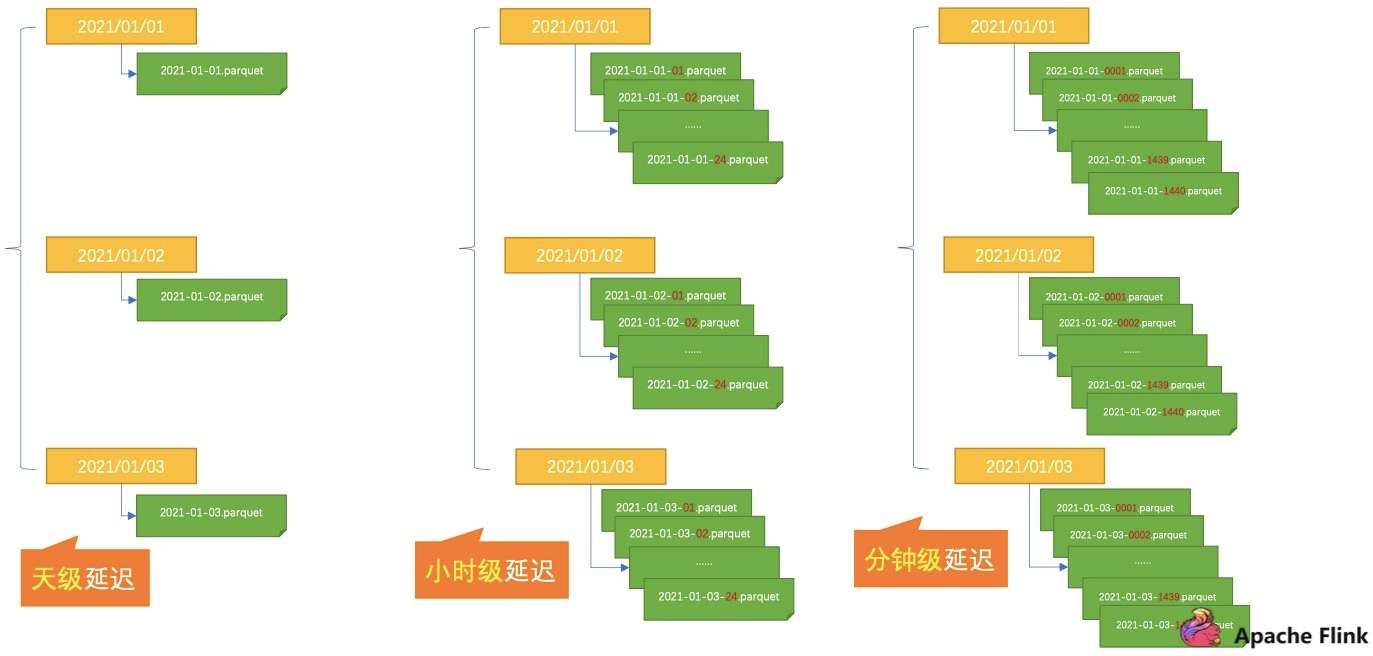 2021/01/01
2021-01-01.parquet
2021/01/02
2021-01-02.parquet
2021/01/03
2021-01-03.parquet
天级延迟
2021/01/01
2021-01-01-01.parquet
2021-01-01-02.parquet
......
2021-01-01-24.parquet
2021/01/02
2021-01-02-01.parquet
2021-01-02-02.parquet
......
2021-01-02-24.parquet
2021/01/03
2021-01-03-01.parquet
2021-01-03-02.parquet
......
2021-01-03-24.parquet
小时级延迟
2021/01/01
2021-01-01-0001.parquet
2021-01-01-0002.parquet
......
2021-01-01-1439.parquet
2021-01-01-1440.parquet
2021/01/02
2021-01-02-0001.parquet
2021-01-02-0002.parquet
......
2021-01-02-1439.parquet
2021-01-02-1440.parquet
2021/01/03
2021-01-03-0001.parquet
2021-01-03-0002.parquet
......
2021-01-03-1439.parquet
2021-01-03-
分钟级延迟
Apache Flink